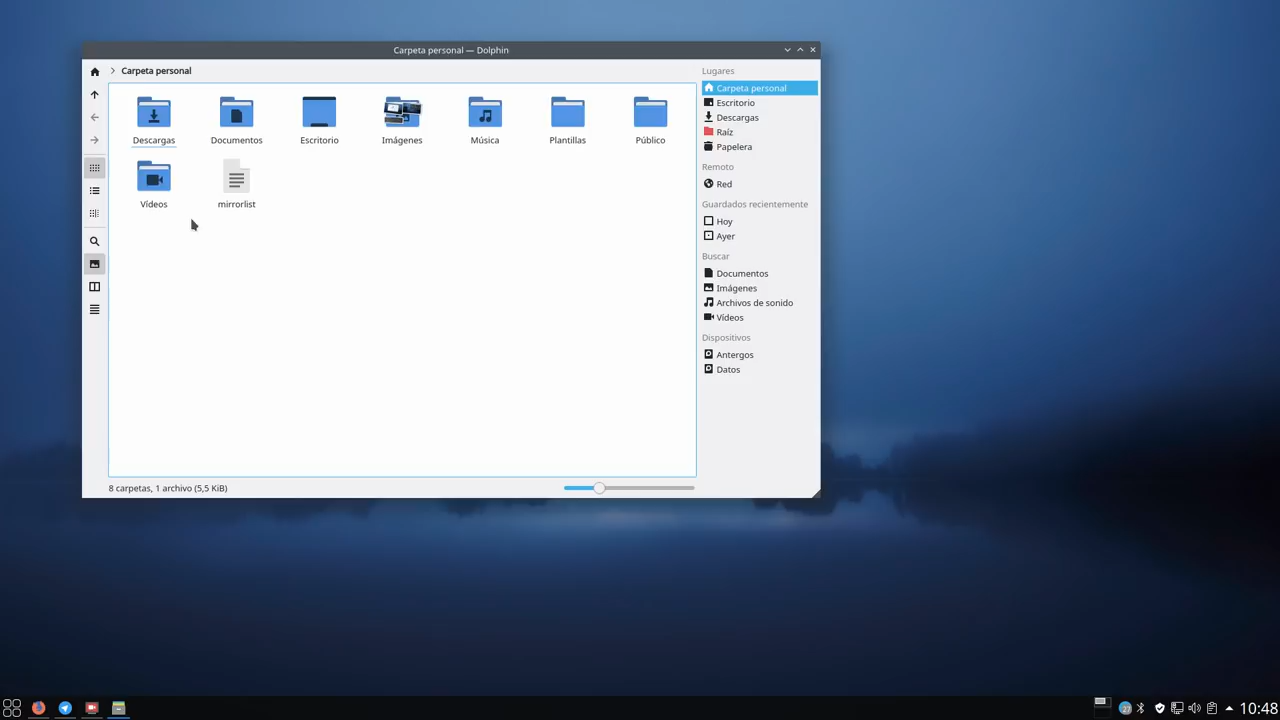 Carpeta personal — Dolphin
Carpeta personal
Descargas
Documentos
Escritorio
Imágenes
Música
Plantillas
Público
Vídeos
mirrorlist
8 carpetas, 1 archivo (5,5 KiB)
Lugares
Carpeta personal
Escritorio
Descargas
Raíz
Papelera
Remoto
Red
Guardados recientemente
Hoy
Ayer
Buscar
Documentos
Imágenes
Archivos de sonido
Vídeos
Dispositivos
Antergos
Datos
27
10:48